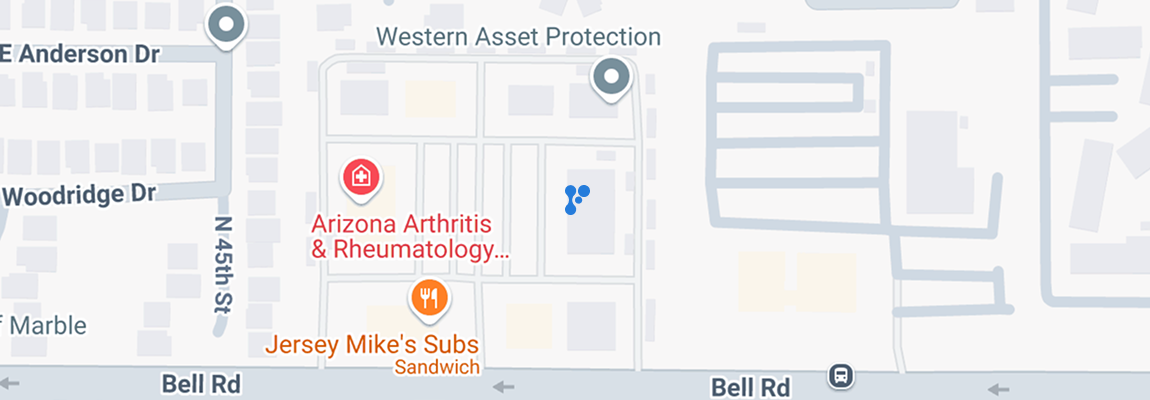 Western Asset Protection
E Anderson Dr
Woodridge Dr
N 45th St
Arizona Arthritis
& Rheumatology...
f Marble
Jersey Mike's Subs
Sandwich
Bell Rd
Bell Rd